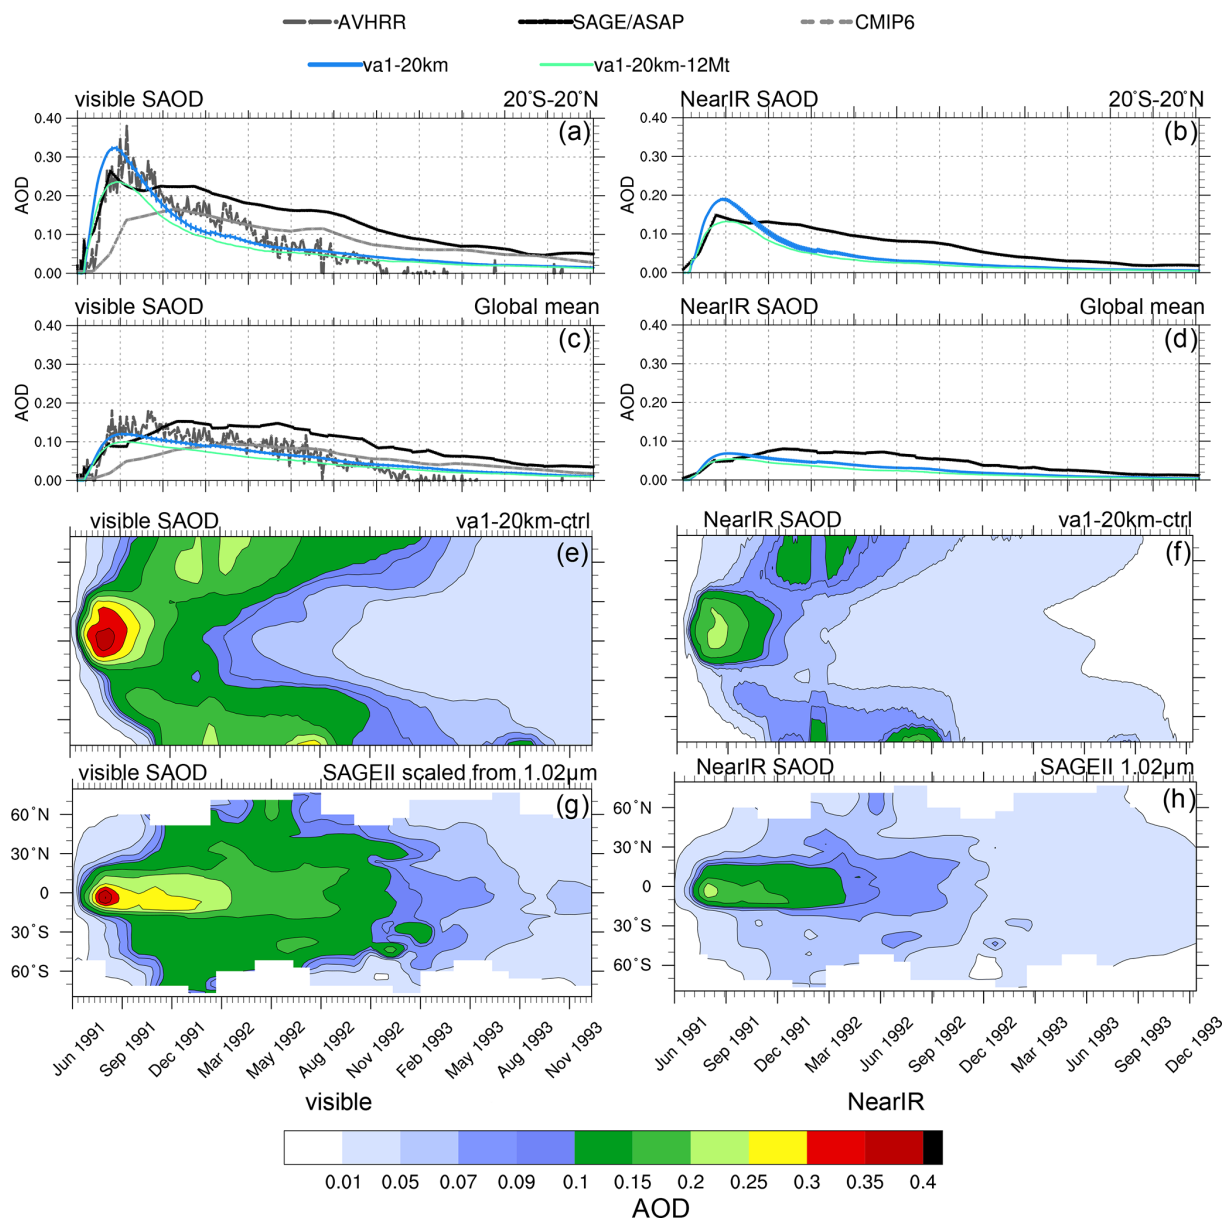 AVHRR SAGE/ASAP CMIP6
va1-20km va1-20km-12Mt
visible SAOD 20°S-20°N NearIR SAOD 20°S-20°N
(a) (b)
0.40 0.40
0.30 0.30
AOD 0.20 AOD 0.20
0.10 0.10
0.00 0.00
visible SAOD Global mean NearIR SAOD Global mean
(c) (d)
0.40 0.40
0.30 0.30
AOD 0.20 AOD 0.20
0.10 0.10
0.00 0.00
visible SAOD va1-20km-ctrl NearIR SAOD va1-20km-ctrl
(e) (f)
visible SAOD SAGEII scaled from 1.02µm NearIR SAOD SAGEII 1.02µm
(g) (h)
60°N 60°N
30°N 30°N
0 0
30°S 30°S
60°S 60°S
Jun 1991 Sep 1991 Dec 1991 Mar 1992 May 1992 Aug 1992 Nov 1992 Feb 1993 May 1993 Aug 1993 Nov 1993
Jun 1991 Sep 1991 Dec 1991 Mar 1992 Jun 1992 Sep 1992 Dec 1992 Mar 1993 Jun 1993 Sep 1993 Dec 1993
visible NearIR
0.01 0.05 0.07 0.09 0.1 0.15 0.2 0.25 0.3 0.35 0.4
AOD